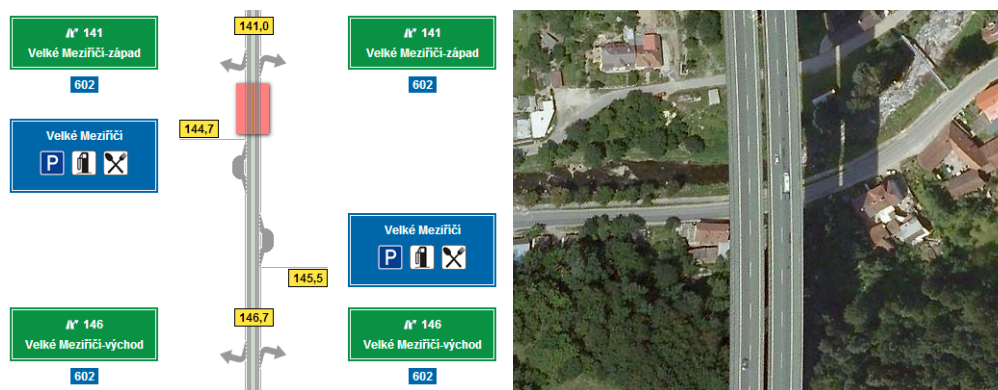 141
Velké Meziříčí-západ
602
141,0
141
Velké Meziříčí-západ
602
144,7
Velké Meziříčí
P
Velké Meziříčí
P
145,5
146
Velké Meziříčí-východ
602
146,7
146
Velké Meziříčí-východ
602